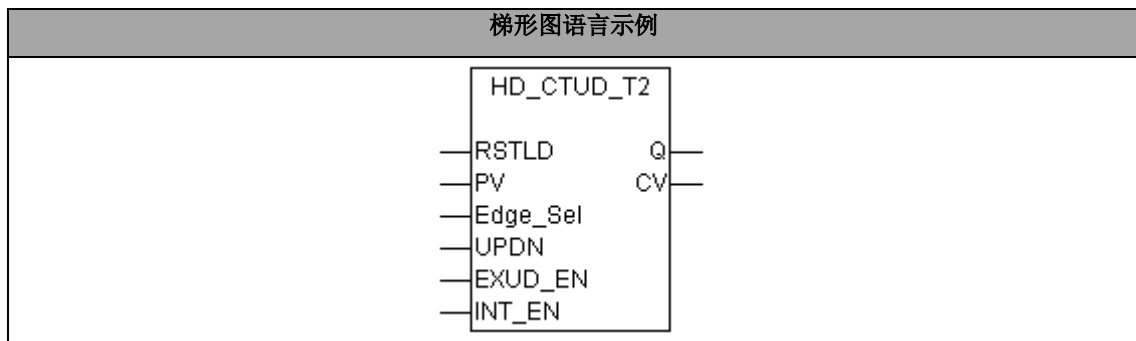 梯形图语言示例
HD_CTUD_T2
RSTLD Q
PV CV
Edge_Sel
UPDN
EXUD_EN
INT_EN